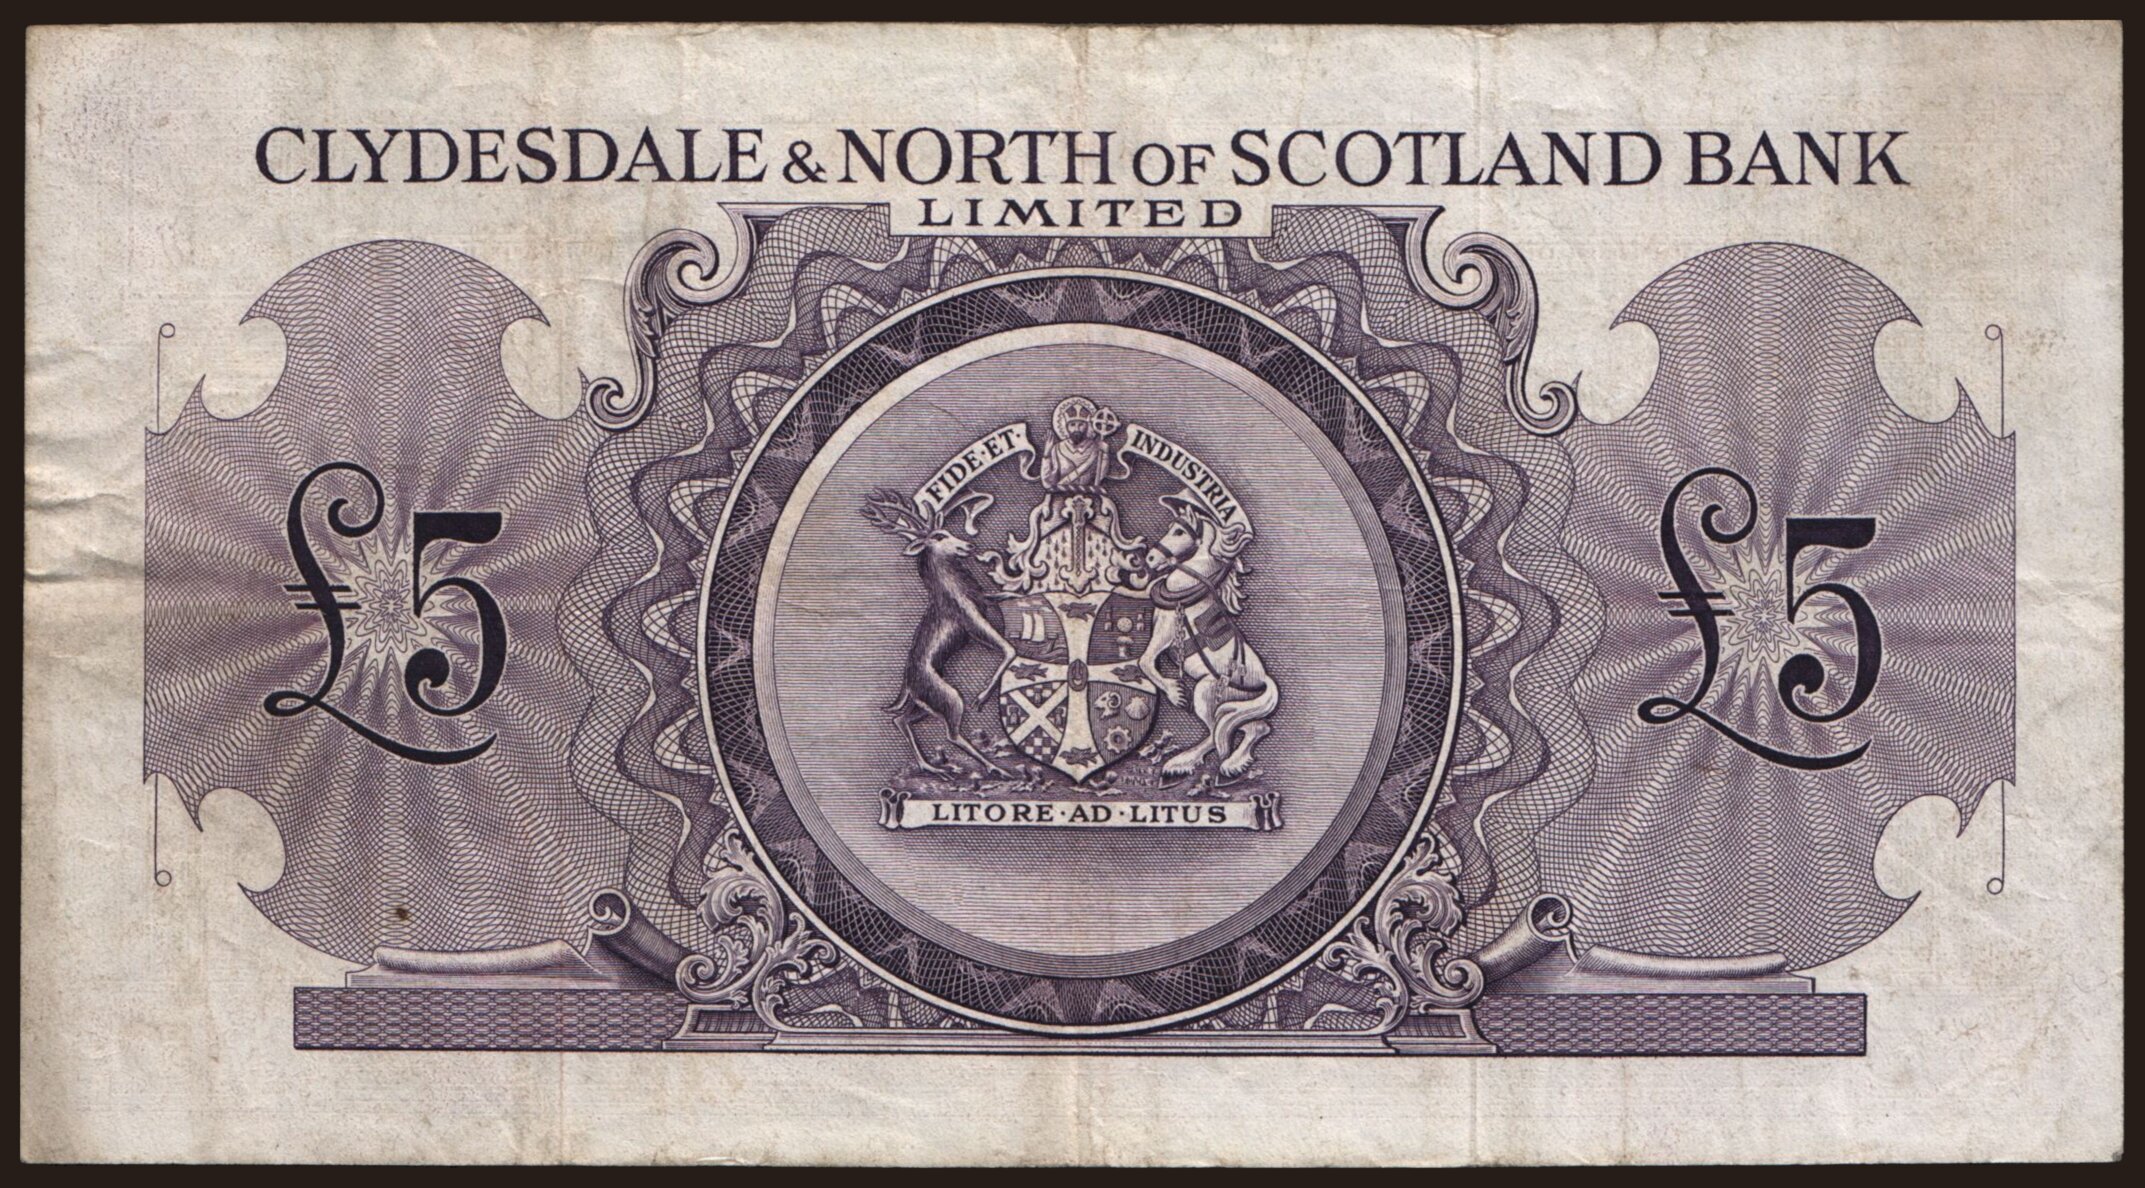 CLYDESDALE & NORTH OF SCOTLAND BANK
LIMITED
FIDE·ET· INDUSTRIA
£5 £5
LITORE·AD·LITUS